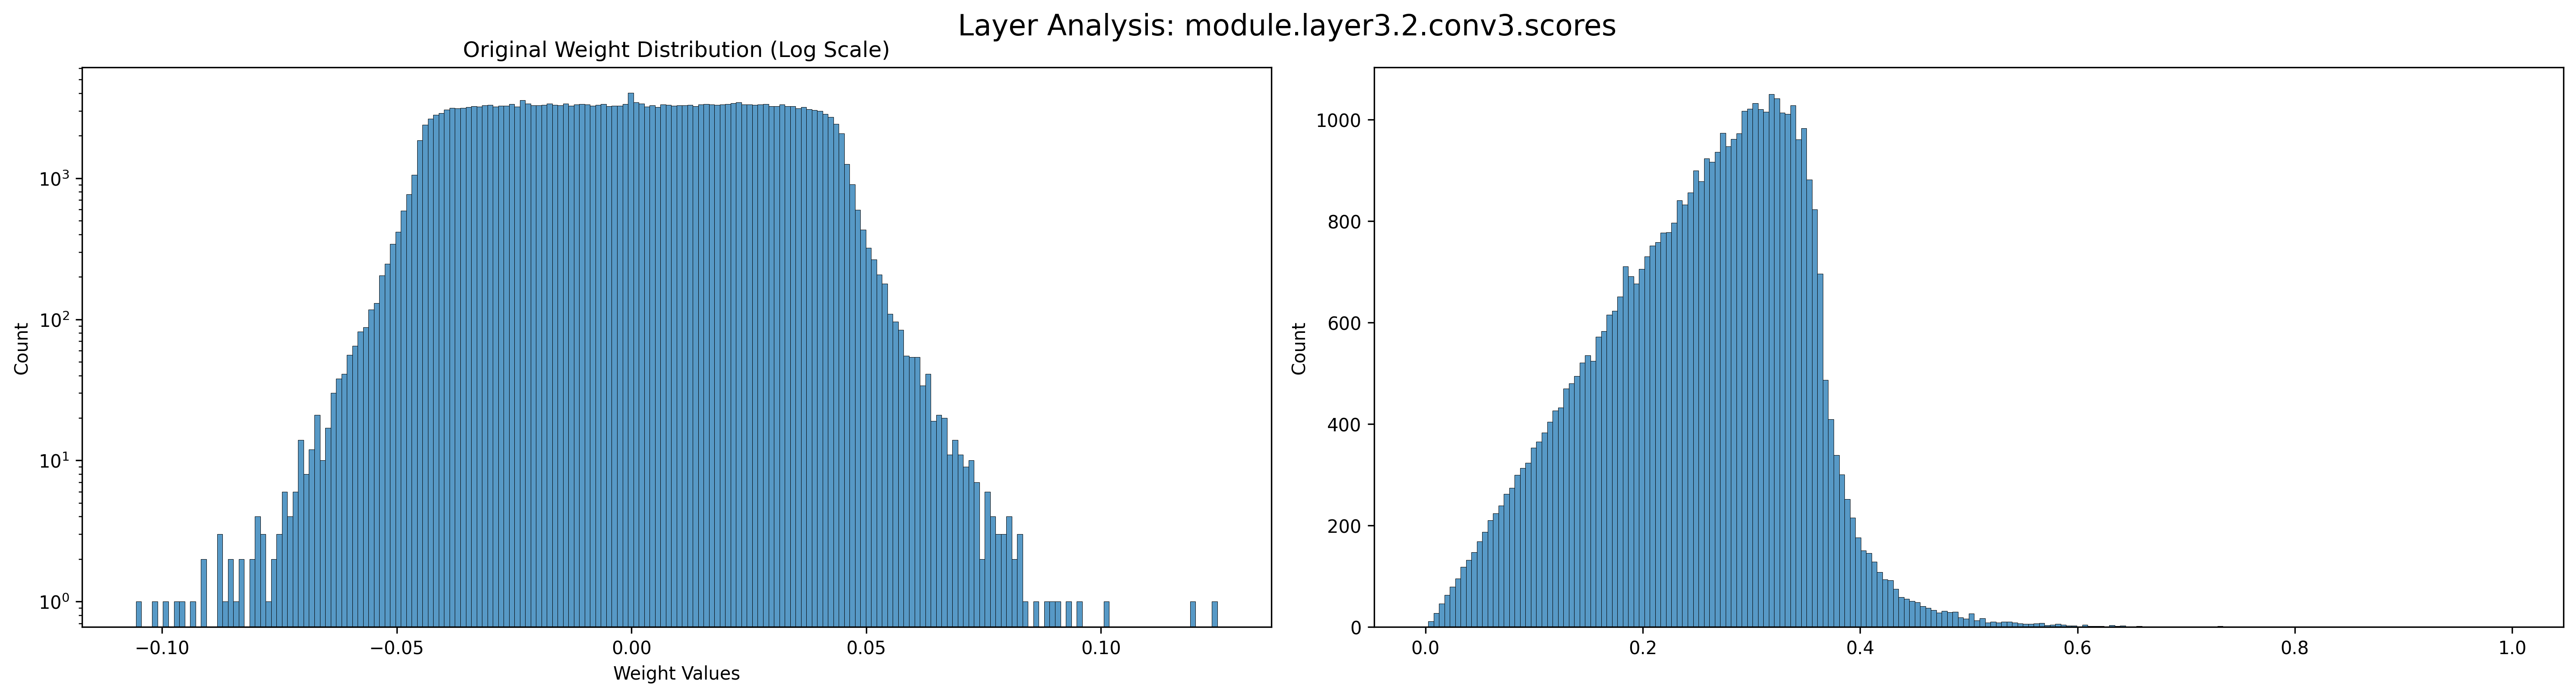 Layer Analysis: module.layer3.2.conv3.scores
Original Weight Distribution (Log Scale)
Count
10³
10²
10¹
10⁰
−0.10 −0.05 0.00 0.05 0.10
Weight Values
Count
1000
800
600
400
200
0
0.0 0.2 0.4 0.6 0.8 1.0